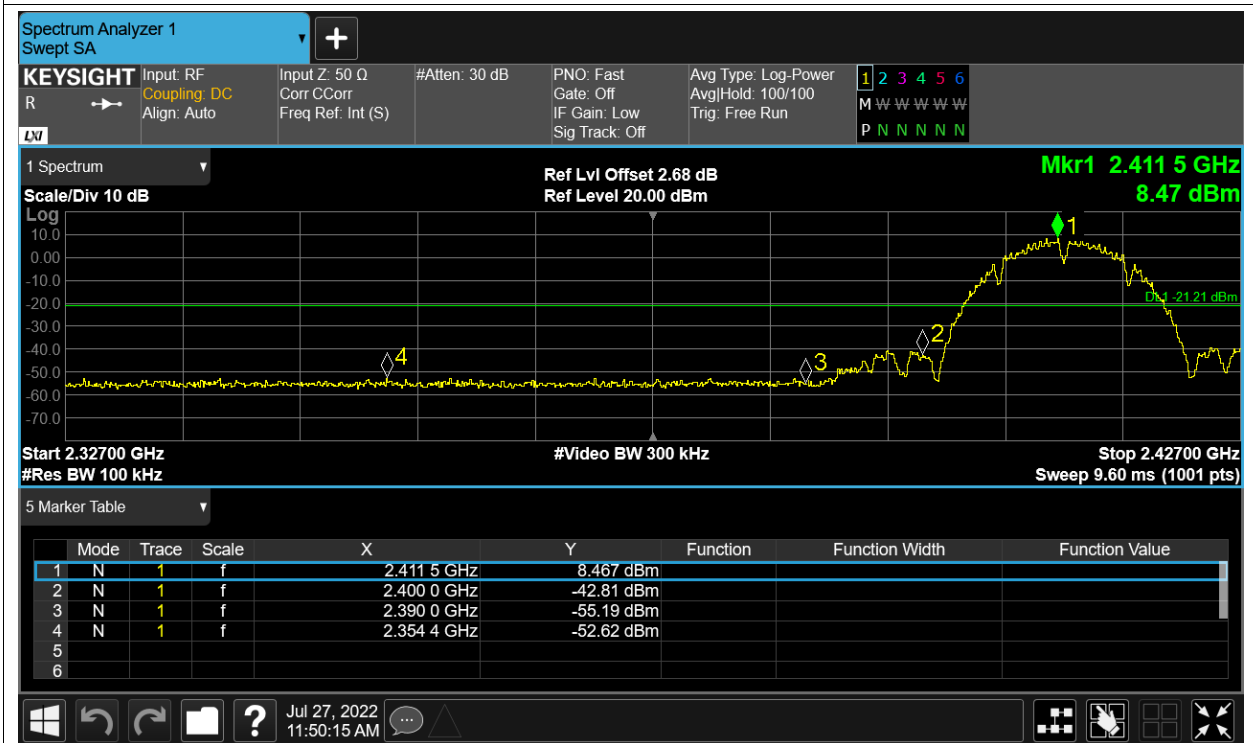 Spectrum Analyzer 1
Swept SA
+
KEYSIGHT Input: RF Input Z: 50 Ω #Atten: 30 dB PNO: Fast Avg Type: Log-Power 1 2 3 4 5 6
R Coupling: DC Corr CCorr Gate: Off Avg|Hold: 100/100 M W W W W W
Align: Auto Freq Ref: Int (S) IF Gain: Low Trig: Free Run
LXI Sig Track: Off P N N N N N
1 Spectrum Ref Lvl Offset 2.68 dB Mkr1 2.411 5 GHz
Scale/Div 10 dB Ref Level 20.00 dBm 8.47 dBm
Log
10.0 1
0.00
-10.0
-20.0 DL1 -21.21 dBm
-30.0
-40.0 4 3 2
-50.0
-60.0
-70.0
Start 2.32700 GHz #Video BW 300 kHz Stop 2.42700 GHz
#Res BW 100 kHz Sweep 9.60 ms (1001 pts)
5 Marker Table
Mode Trace Scale X Y Function Function Width Function Value
1 N 1 f 2.411 5 GHz 8.467 dBm
2 N 1 f 2.400 0 GHz -42.81 dBm
3 N 1 f 2.390 0 GHz -55.19 dBm
4 N 1 f 2.354 4 GHz -52.62 dBm
5
6
? Jul 27, 2022
11:50:15 AM